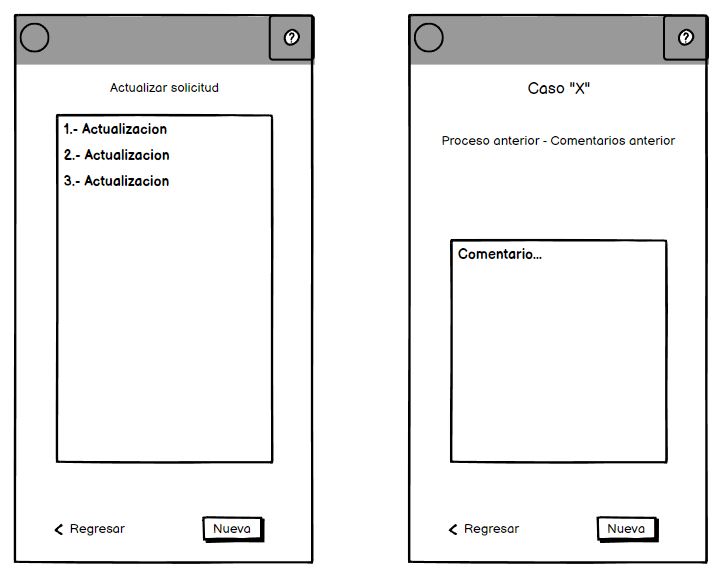 ?
Actualizar solicitud
1.- Actualizacion
2.- Actualizacion
3.- Actualizacion
< Regresar
Nueva
?
Caso "X"
Proceso anterior - Comentarios anterior
Comentario...
< Regresar
Nueva